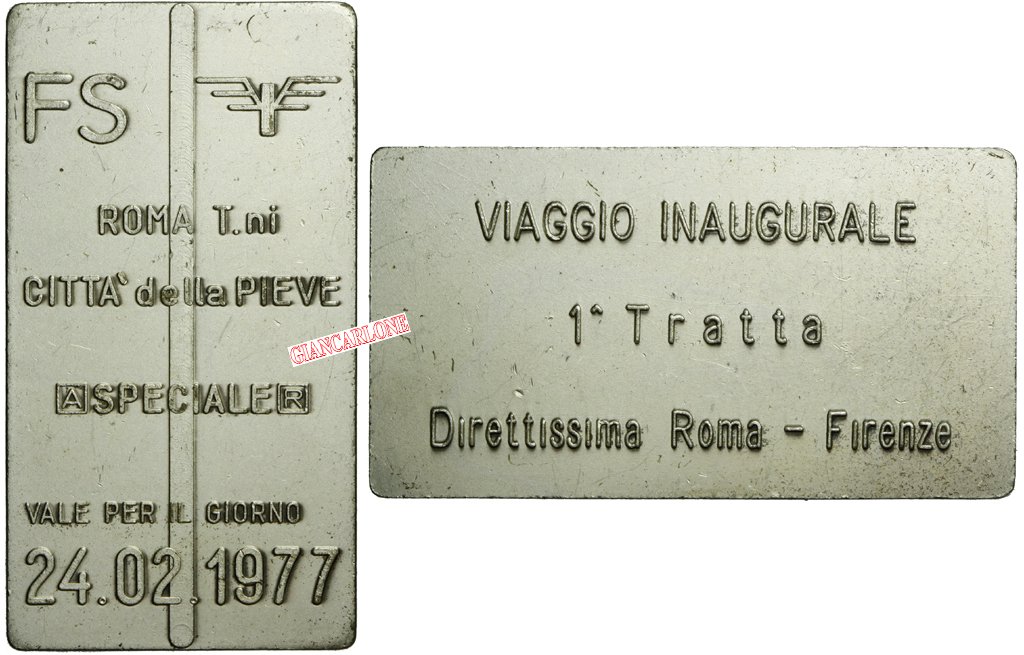 FS
ROMA T.ni
CITTA' della PIEVE
A SPECIALE R
VALE PER IL GIORNO
24.02.1977
GIANCARLONE
VIAGGIO INAUGURALE
1^ Tratta
Direttissima Roma - Firenze